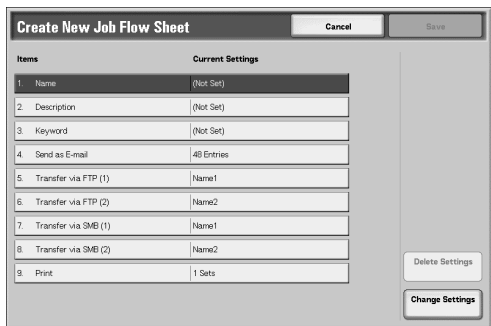 Create New Job Flow Sheet Cancel Save
Items Current Settings
1. Name (Not Set)
2. Description (Not Set)
3. Keyword (Not Set)
4. Send as E-mail 48 Entries
5. Transfer via FTP (1) Name1
6. Transfer via FTP (2) Name2
7. Transfer via SMB (1) Name1
8. Transfer via SMB (2) Name2
9. Print 1 Sets
Delete Settings
Change Settings